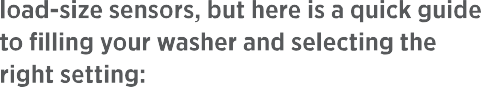 load-size sensors, but here is a quick guide
to filling your washer and selecting the
right setting: